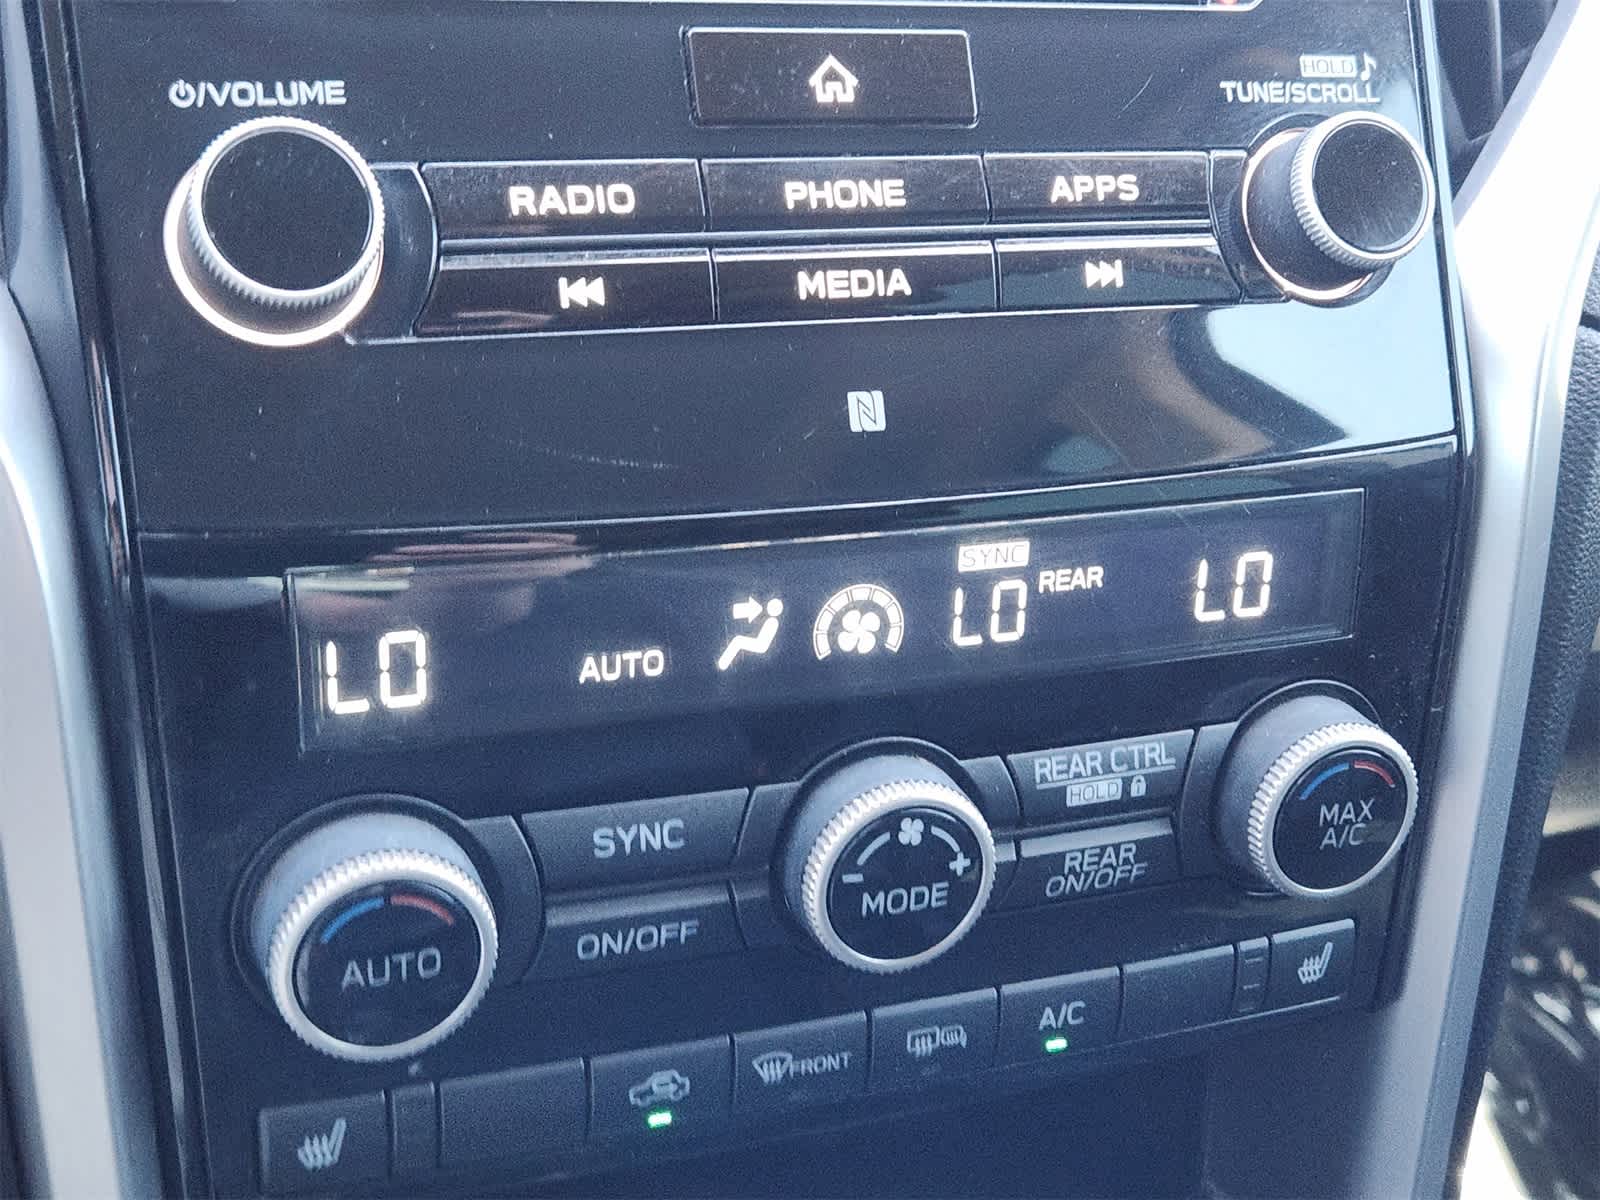 /VOLUME
HOLD
TUNE/SCROLL
RADIO
PHONE
APPS
MEDIA
SYNC
LO
AUTO
LO
REAR
LO
SYNC
ON/OFF
AUTO
MODE
- +
REAR CTRL
HOLD
REAR
ON/OFF
MAX
A/C
FRONT
A/C